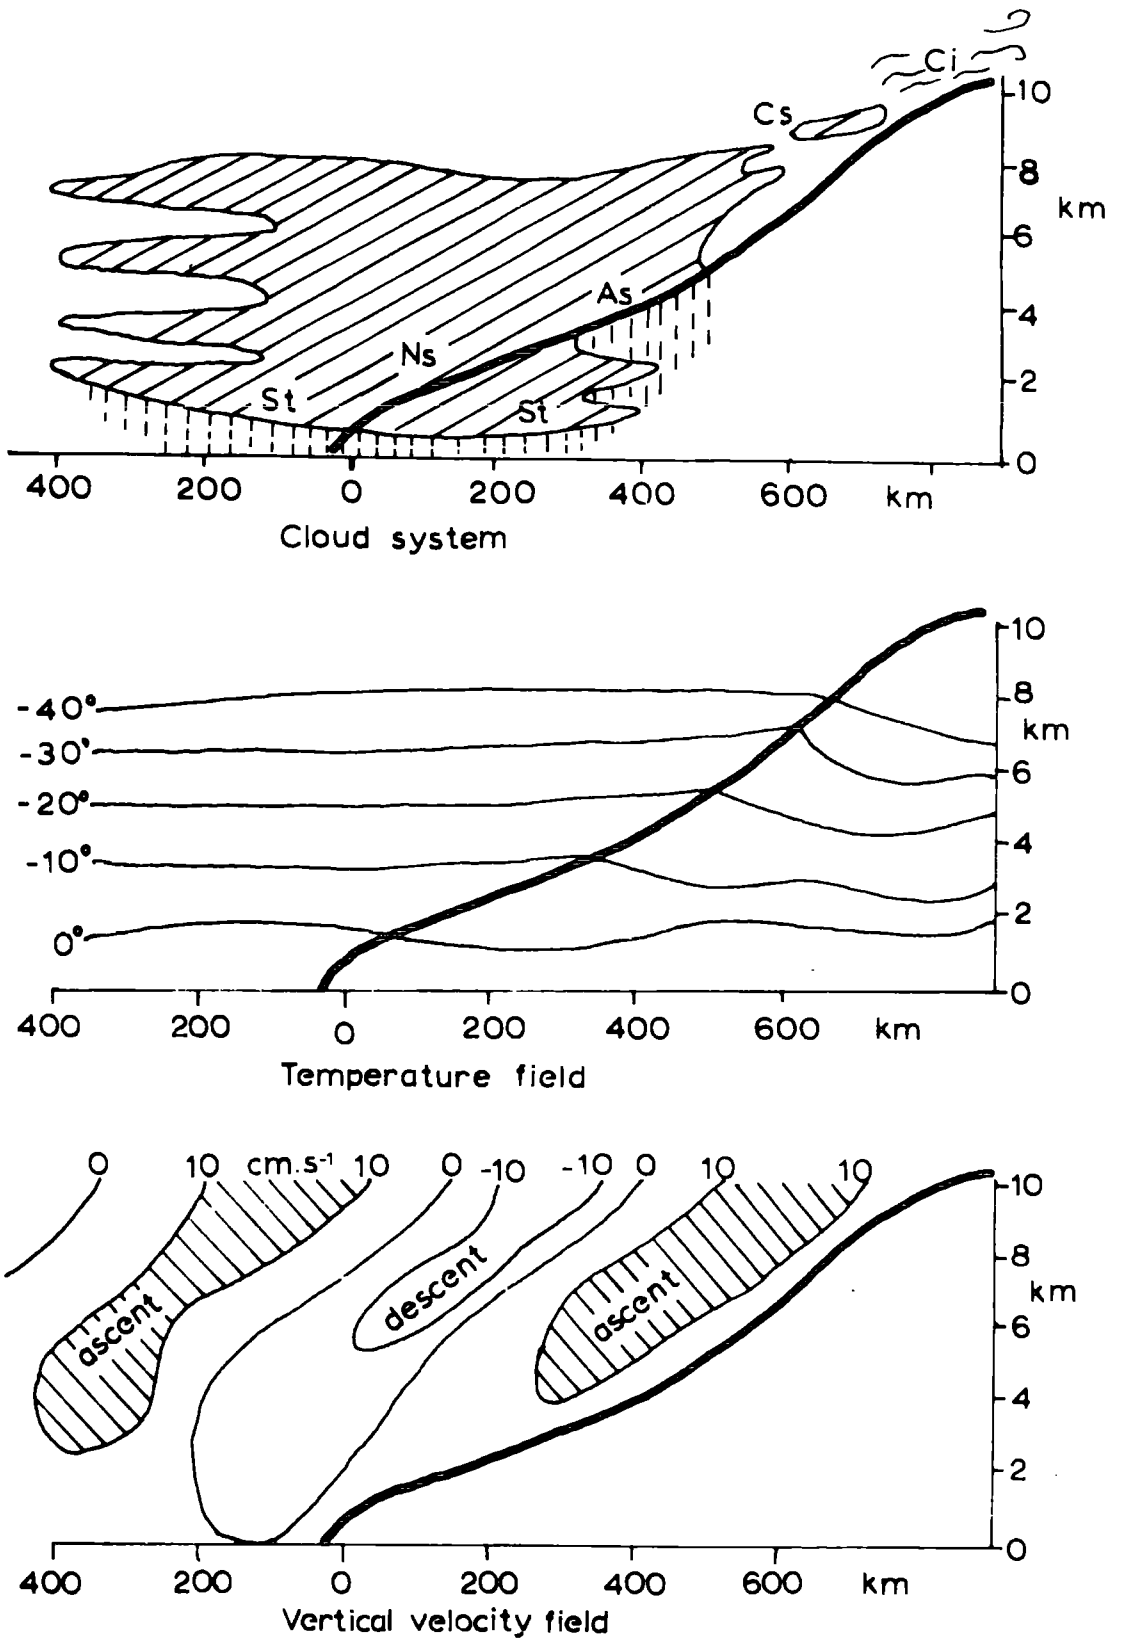 Ci
10
Cs
8
km
6
As
4
Ns
2
St
St
0
400 200 0 200 400 600 km
Cloud system
10
-40° 8
km
-30°
6
-20°
4
-10°
2
0°
0
400 200 0 200 400 600 km
Temperature field
0 10 cm.s⁻¹ 10 0 -10 -10 0 10 10
10
descent
8
ascent
km
ascent
6
4
2
0
400 200 0 200 400 600 km
Vertical velocity field